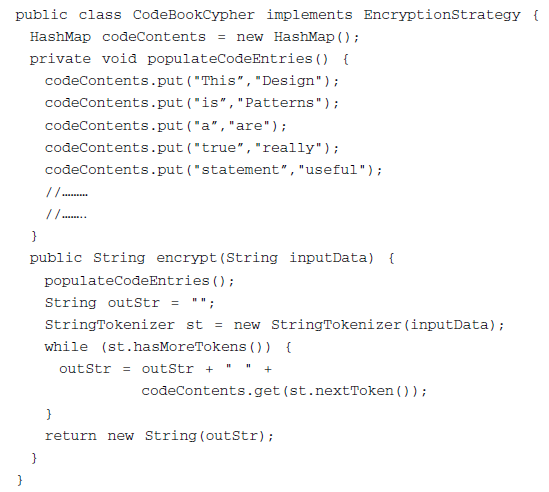 public class CodeBookCypher implements EncryptionStrategy {
HashMap codeContents = new HashMap();
private void populateCodeEntries() {
codeContents.put("This”,"Design");
codeContents.put("is”,"Patterns");
codeContents.put("a”,"are");
codeContents.put("true”,"really");
codeContents.put("statement”,"useful");
//………
//……..
}
public String encrypt(String inputData) {
populateCodeEntries();
String outStr = "";
StringTokenizer st = new StringTokenizer(inputData);
while (st.hasMoreTokens()) {
outStr = outStr + " " +
codeContents.get(st.nextToken());
}
return new String(outStr);
}
}